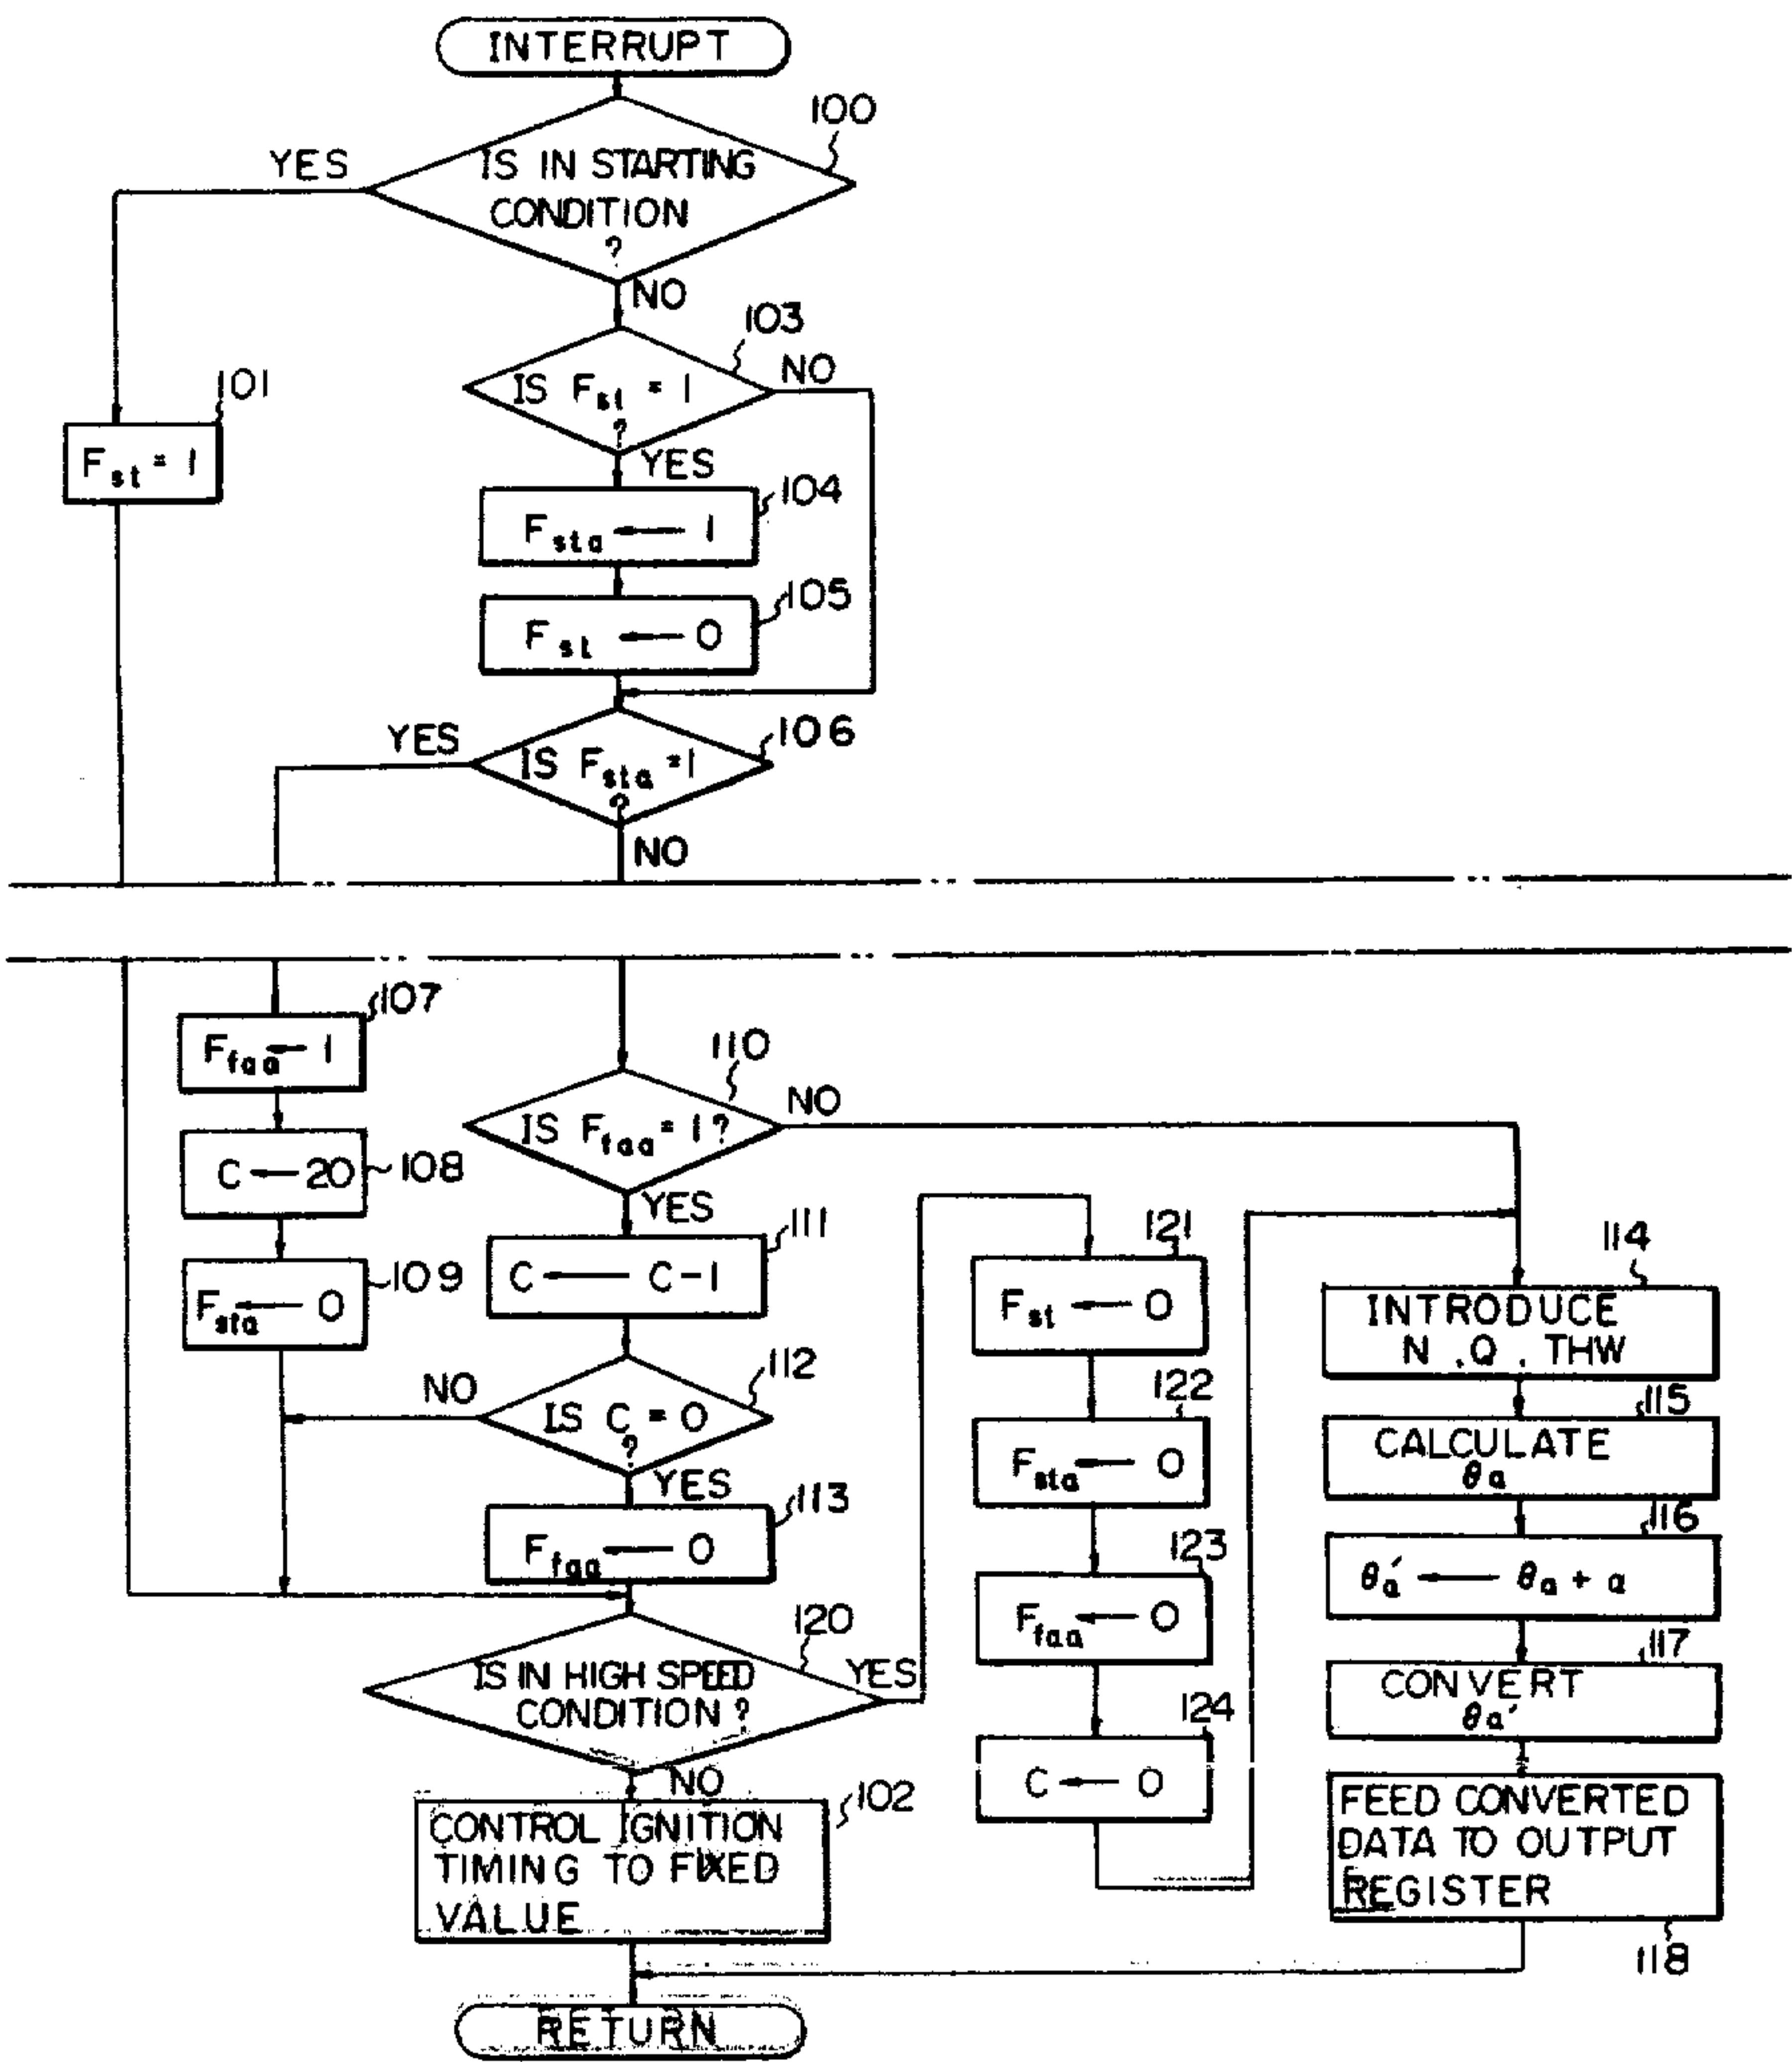 INTERRUPT
100
YES
IS IN STARTING
CONDITION
?
NO
103
IS Fst = 1
?
NO
101
Fst = 1
YES
104
Fsta ← 1
105
Fst ← 0
106
YES
IS Fsta = 1
?
NO
107
Ffaa ← 1
110
IS Ffaa = 1 ?
NO
C ← 20
108
YES
111
C ← C-1
109
Fsta ← 0
112
NO
IS C = 0
?
YES
113
Ffaa ← 0
120
IS IN HIGH SPEED
CONDITION ?
YES
NO
102
CONTROL IGNITION
TIMING TO FIXED
VALUE
121
Fst ← 0
122
Fsta ← 0
123
Ffaa ← 0
124
C ← 0
114
INTRODUCE
N , Q , THW
115
CALCULATE
θa
116
θa′ ← θa + α
117
CONVERT
θa′
FEED CONVERTED
DATA TO OUTPUT
REGISTER
118
RETURN